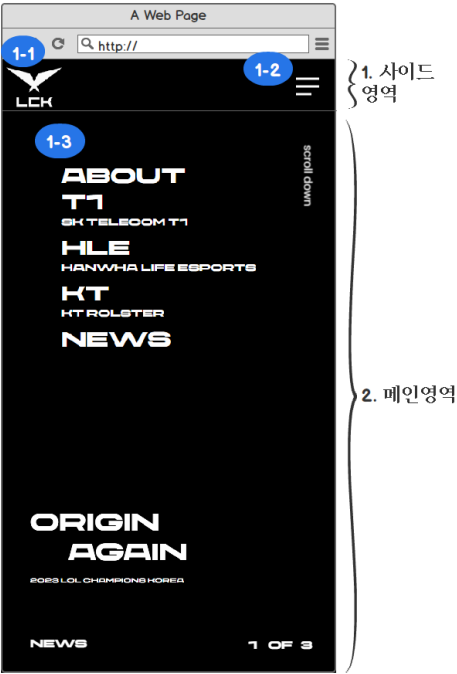 A Web Page
http://
1-1
1-2
LCK
1. 사이드
영역
1-3
scroll down
ABOUT
T1
SK TELECOM T1
HLE
HANWHA LIFE ESPORTS
KT
KT ROLSTER
NEWS
2. 메인영역
ORIGIN
AGAIN
2023 LOL CHAMPIONS KOREA
NEWS
1 OF 3